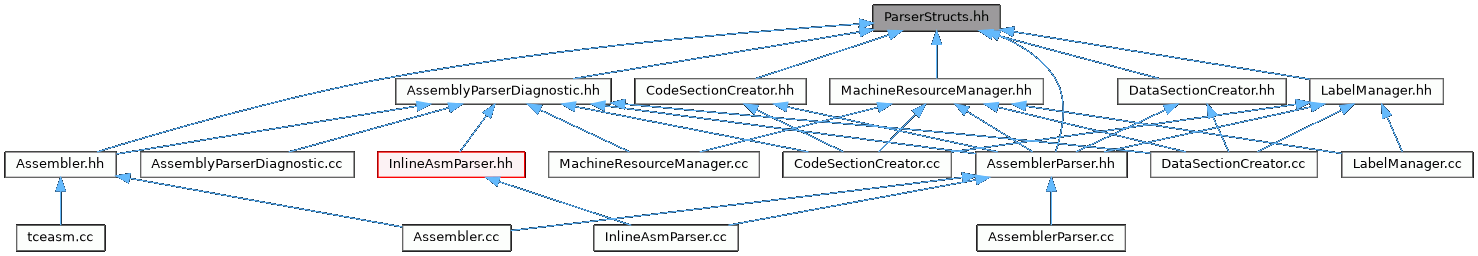 ParserStructs.hh
AssemblyParserDiagnostic.hh
CodeSectionCreator.hh
MachineResourceManager.hh
DataSectionCreator.hh
LabelManager.hh
Assembler.hh
AssemblyParserDiagnostic.cc
InlineAsmParser.hh
MachineResourceManager.cc
CodeSectionCreator.cc
AssemblerParser.hh
DataSectionCreator.cc
LabelManager.cc
tceasm.cc
Assembler.cc
InlineAsmParser.cc
AssemblerParser.cc